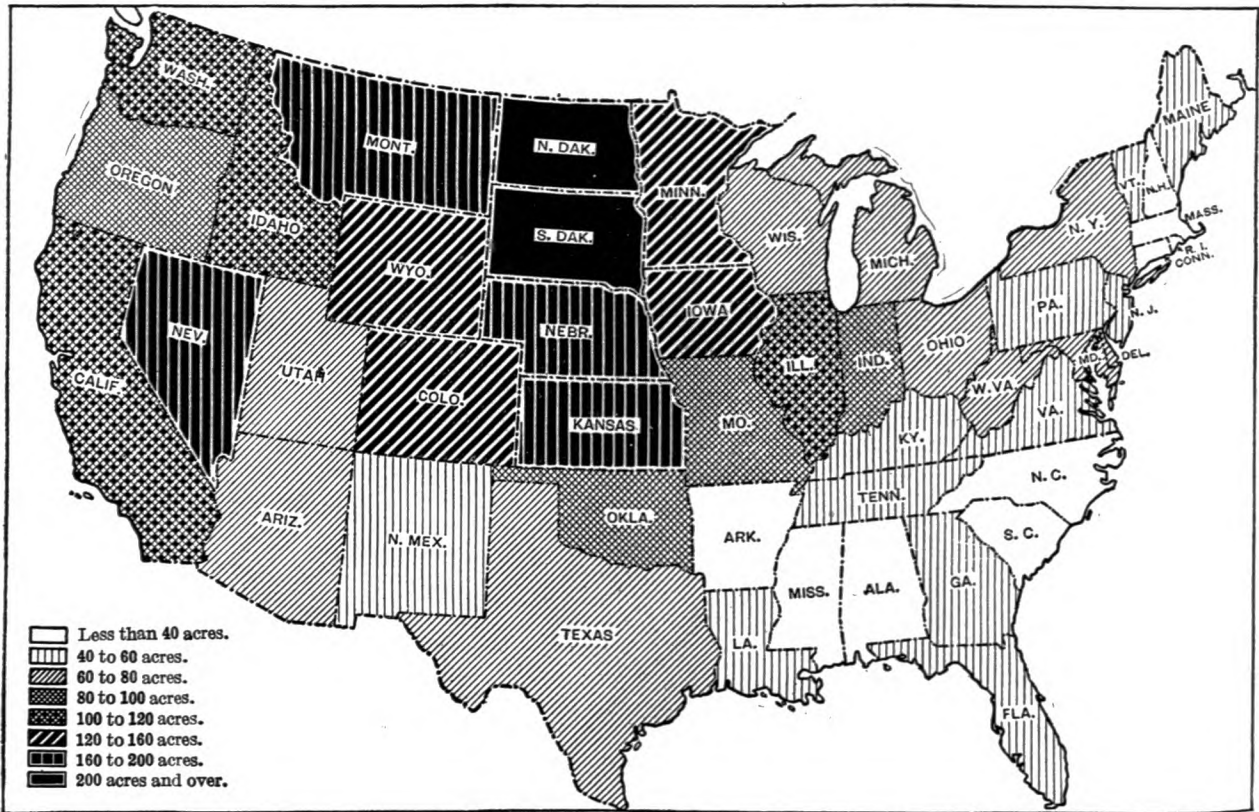 WASH.
OREGON
IDAHO
MONT.
N. DAK.
S. DAK.
MINN.
WIS.
MICH.
MAINE
VT.
N.H.
MASS.
R. I.
CONN.
N. Y.
CALIF.
NEV.
UTAH
WYO.
COLO.
NEBR.
KANSAS.
IOWA
MO.
ILL.
IND.
OHIO
PA.
N. J.
MD.
DEL.
W. VA.
VA.
KY.
TENN.
N. C.
S. C.
ARIZ.
N. MEX.
OKLA.
TEXAS
ARK.
LA.
MISS.
ALA.
GA.
FLA.
Less than 40 acres.
40 to 60 acres.
60 to 80 acres.
80 to 100 acres.
100 to 120 acres.
120 to 160 acres.
160 to 200 acres.
200 acres and over.